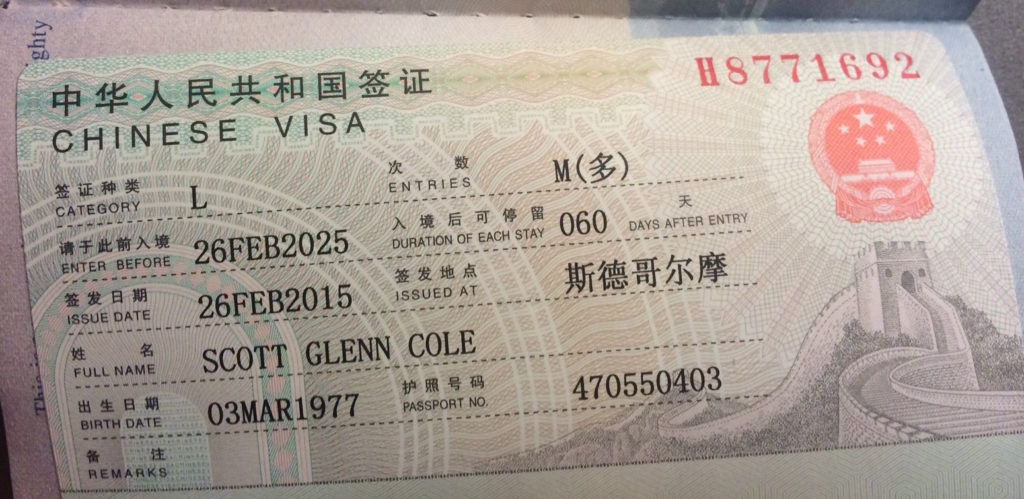 ghty
This is
中华人民共和国签证
H8771692
CHINESE VISA
签证种类 CATEGORY L 次数 ENTRIES M(多)
请于此前入境 ENTER BEFORE 26FEB2025 入境后可停留 DURATION OF EACH STAY 060 天 DAYS AFTER ENTRY
签发日期 ISSUE DATE 26FEB2015 签发地点 ISSUED AT 斯德哥尔摩
姓名 FULL NAME SCOTT GLENN COLE
出生日期 BIRTH DATE 03MAR1977 护照号码 PASSPORT NO. 470550403
备注 REMARKS